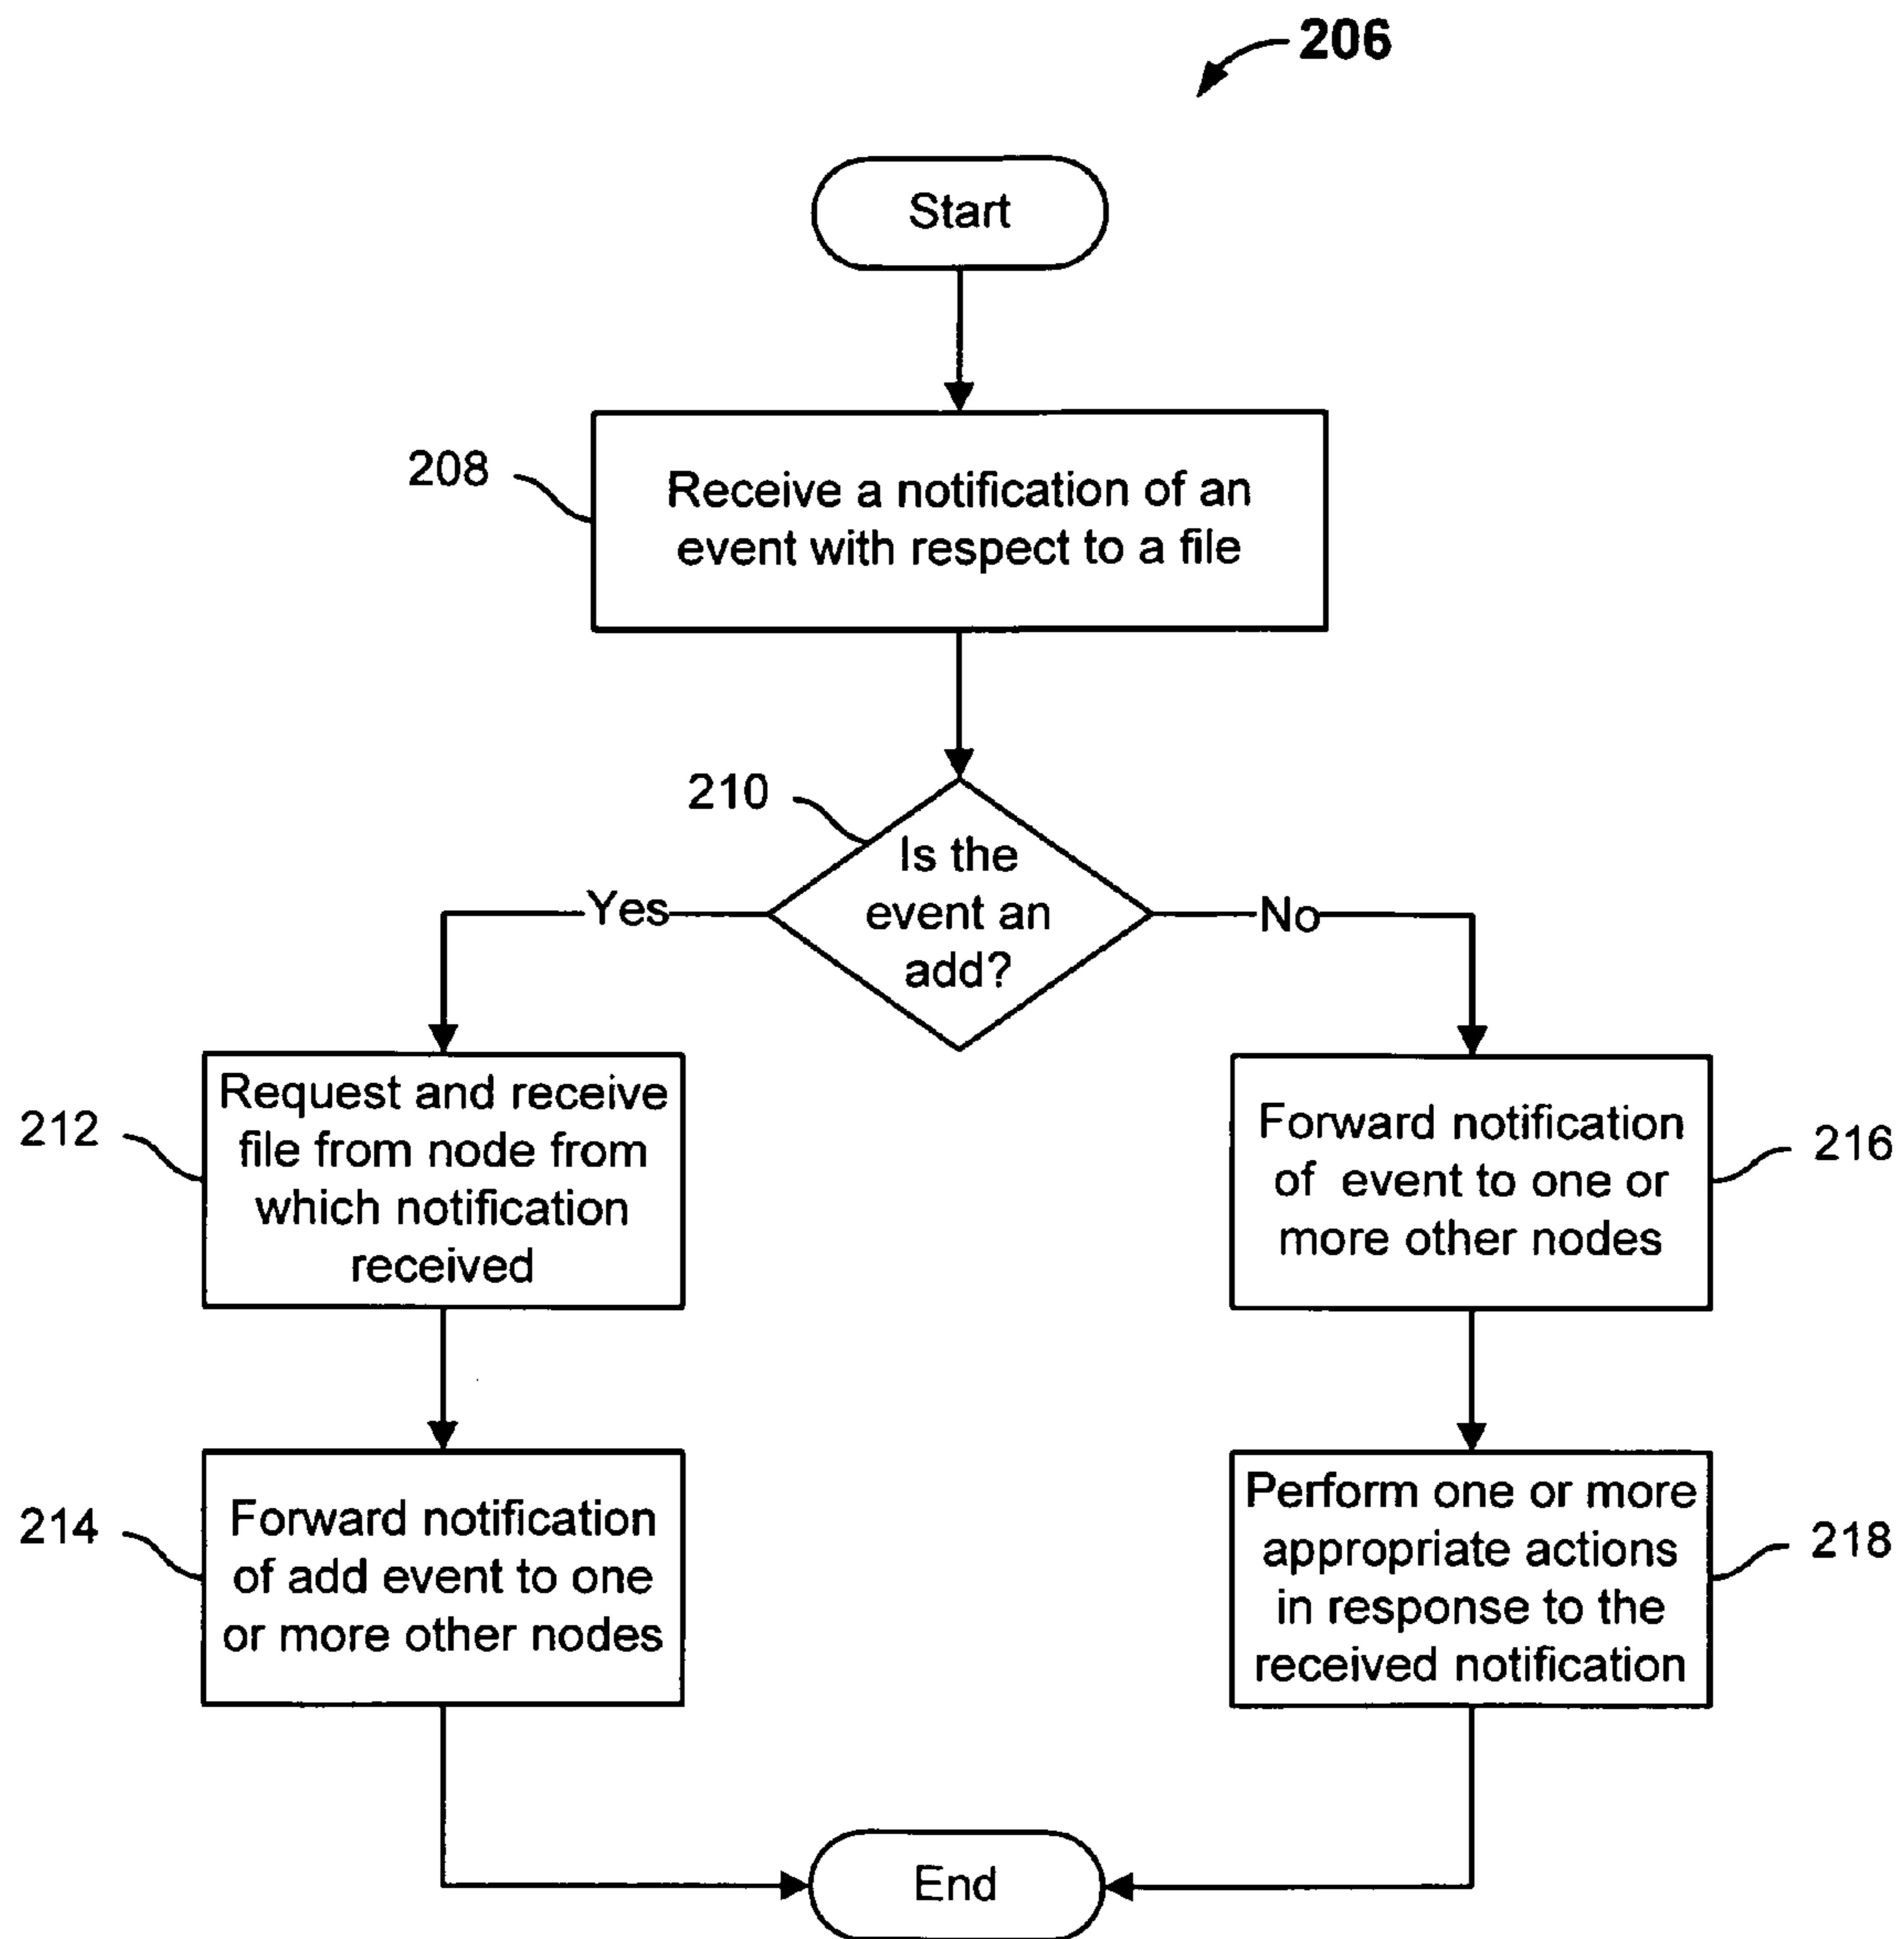 206
Start
208
Receive a notification of an
event with respect to a file
210
Is the
event an
add?
Yes
No
212
Request and receive
file from node from
which notification
received
Forward notification
of event to one or
more other nodes
216
214
Forward notification
of add event to one
or more other nodes
Perform one or more
appropriate actions
in response to the
received notification
218
End